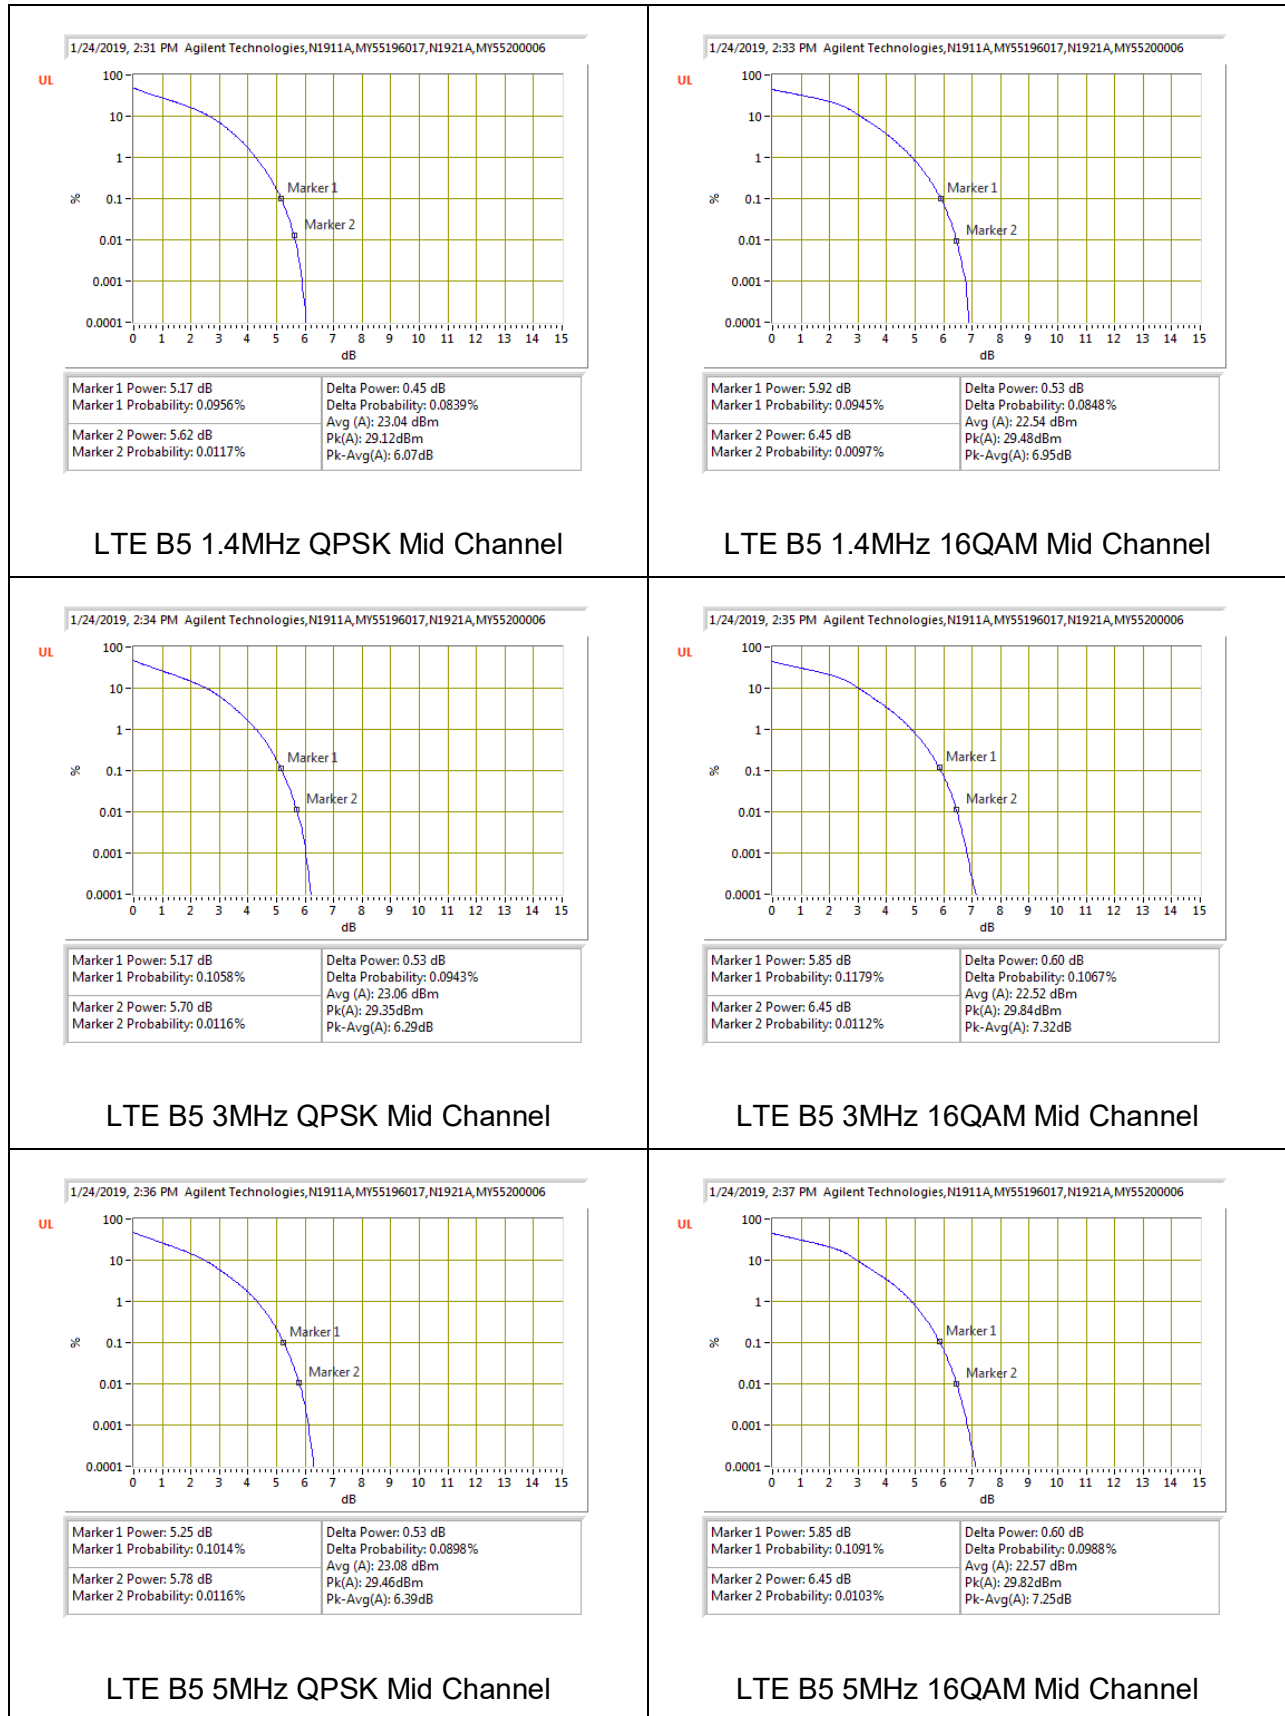 1/24/2019, 2:31 PM Agilent Technologies,N1911A,MY55196017,N1921A,MY55200006
UL
100
10
1
Marker 1
% 0.1
Marker 2
0.01
0.001
0.0001
0 1 2 3 4 5 6 7 8 9 10 11 12 13 14 15
dB
Marker 1 Power: 5.17 dB
Marker 1 Probability: 0.0956%
Marker 2 Power: 5.62 dB
Marker 2 Probability: 0.0117%
Delta Power: 0.45 dB
Delta Probability: 0.0839%
Avg (A): 23.04 dBm
Pk(A): 29.12dBm
Pk-Avg(A): 6.07dB
LTE B5 1.4MHz QPSK Mid Channel
1/24/2019, 2:33 PM Agilent Technologies,N1911A,MY55196017,N1921A,MY55200006
UL
100
10
1
Marker 1
% 0.1
Marker 2
0.01
0.001
0.0001
0 1 2 3 4 5 6 7 8 9 10 11 12 13 14 15
dB
Marker 1 Power: 5.92 dB
Marker 1 Probability: 0.0945%
Marker 2 Power: 6.45 dB
Marker 2 Probability: 0.0097%
Delta Power: 0.53 dB
Delta Probability: 0.0848%
Avg (A): 22.54 dBm
Pk(A): 29.48dBm
Pk-Avg(A): 6.95dB
LTE B5 1.4MHz 16QAM Mid Channel
1/24/2019, 2:34 PM Agilent Technologies,N1911A,MY55196017,N1921A,MY55200006
UL
100
10
1
Marker 1
% 0.1
Marker 2
0.01
0.001
0.0001
0 1 2 3 4 5 6 7 8 9 10 11 12 13 14 15
dB
Marker 1 Power: 5.17 dB
Marker 1 Probability: 0.1058%
Marker 2 Power: 5.70 dB
Marker 2 Probability: 0.0116%
Delta Power: 0.53 dB
Delta Probability: 0.0943%
Avg (A): 23.06 dBm
Pk(A): 29.35dBm
Pk-Avg(A): 6.29dB
LTE B5 3MHz QPSK Mid Channel
1/24/2019, 2:35 PM Agilent Technologies,N1911A,MY55196017,N1921A,MY55200006
UL
100
10
1
Marker 1
% 0.1
Marker 2
0.01
0.001
0.0001
0 1 2 3 4 5 6 7 8 9 10 11 12 13 14 15
dB
Marker 1 Power: 5.85 dB
Marker 1 Probability: 0.1179%
Marker 2 Power: 6.45 dB
Marker 2 Probability: 0.0112%
Delta Power: 0.60 dB
Delta Probability: 0.1067%
Avg (A): 22.52 dBm
Pk(A): 29.84dBm
Pk-Avg(A): 7.32dB
LTE B5 3MHz 16QAM Mid Channel
1/24/2019, 2:36 PM Agilent Technologies,N1911A,MY55196017,N1921A,MY55200006
UL
100
10
1
Marker 1
% 0.1
Marker 2
0.01
0.001
0.0001
0 1 2 3 4 5 6 7 8 9 10 11 12 13 14 15
dB
Marker 1 Power: 5.25 dB
Marker 1 Probability: 0.1014%
Marker 2 Power: 5.78 dB
Marker 2 Probability: 0.0116%
Delta Power: 0.53 dB
Delta Probability: 0.0898%
Avg (A): 23.08 dBm
Pk(A): 29.46dBm
Pk-Avg(A): 6.39dB
LTE B5 5MHz QPSK Mid Channel
1/24/2019, 2:37 PM Agilent Technologies,N1911A,MY55196017,N1921A,MY55200006
UL
100
10
1
Marker 1
% 0.1
Marker 2
0.01
0.001
0.0001
0 1 2 3 4 5 6 7 8 9 10 11 12 13 14 15
dB
Marker 1 Power: 5.85 dB
Marker 1 Probability: 0.1091%
Marker 2 Power: 6.45 dB
Marker 2 Probability: 0.0103%
Delta Power: 0.60 dB
Delta Probability: 0.0988%
Avg (A): 22.57 dBm
Pk(A): 29.82dBm
Pk-Avg(A): 7.25dB
LTE B5 5MHz 16QAM Mid Channel